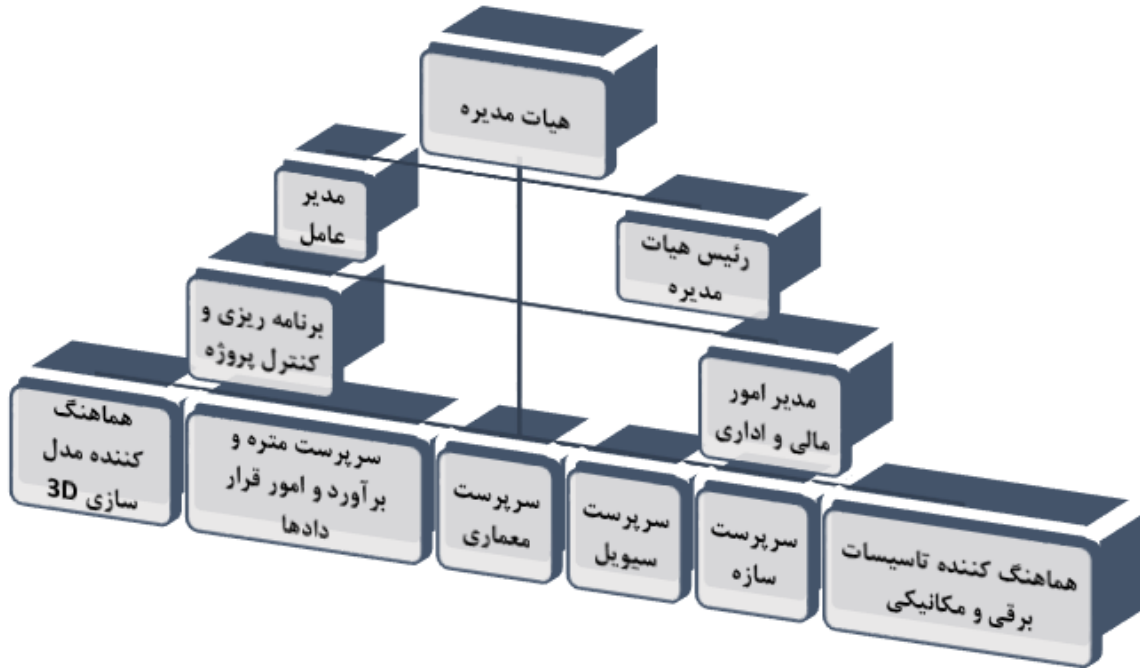 هیات مدیره
مدیر
عامل
رئیس هیات
مدیره
برنامه ریزی و
کنترل پروژه
مدیر امور
مالی و اداری
هماهنگ
کننده مدل
سازی 3D
سرپرست متره و
برآورد و امور قرار
دادها
سرپرست
معماری
سرپرست
سیویل
سرپرست
سازه
هماهنگ کننده تاسیسات
برقی و مکانیکی